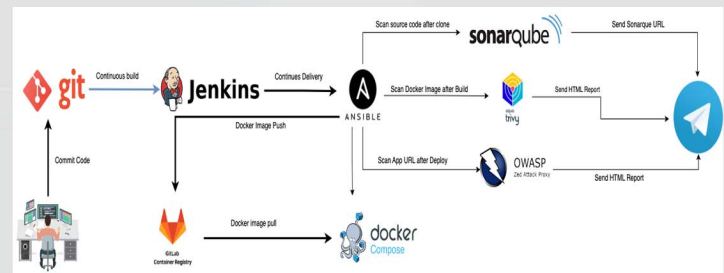 Scan source code after clone
sonarqube
Send Sonarque URL
git
Continuous build
Jenkins
Continues Delivery
ANSIBLE
Scan Docker Image after Build
aqua
trivy
Send HTML Report
Docker Image Push
Commit Code
Scan App URL after Deploy
OWASP
Zed Attack Proxy
Send HTML Report
GitLab
Container Registry
Docker image pull
docker
Compose